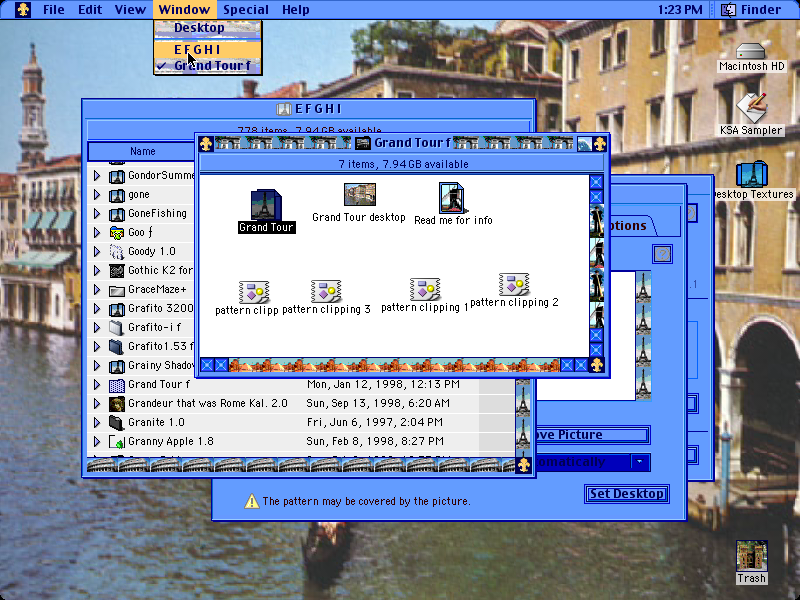 File Edit View Window Special Help 1:23 PM Finder
Desktop
E F G H I
Grand Tour f
Macintosh HD
KSA Sampler
Desktop Textures
Trash
E F G H I
778 items, 7.94GB available
Name
GondorSumme
gone
GoneFishing
Goo ƒ
Goody 1.0
Gothic K2 for
GraceMaze+
Grafito 3200
Grafito-i f
Grafito1.53 f
Grainy Shadov
Grand Tour f Mon, Jan 12, 1998, 12:13 PM
Grandeur that was Rome Kal. 2.0 Sun, Sep 13, 1998, 6:20 AM
Granite 1.0 Fri, Jun 6, 1997, 2:04 PM
Granny Apple 1.8 Sun, Feb 8, 1998, 8:27 PM
Grand Tour f
7 items, 7.94GB available
Grand Tour
Grand Tour desktop
Read me for info
pattern clipp
pattern clipping 3
pattern clipping 1
pattern clipping 2
ptions
ove Picture
omatically
The pattern may be covered by the picture.
Set Desktop